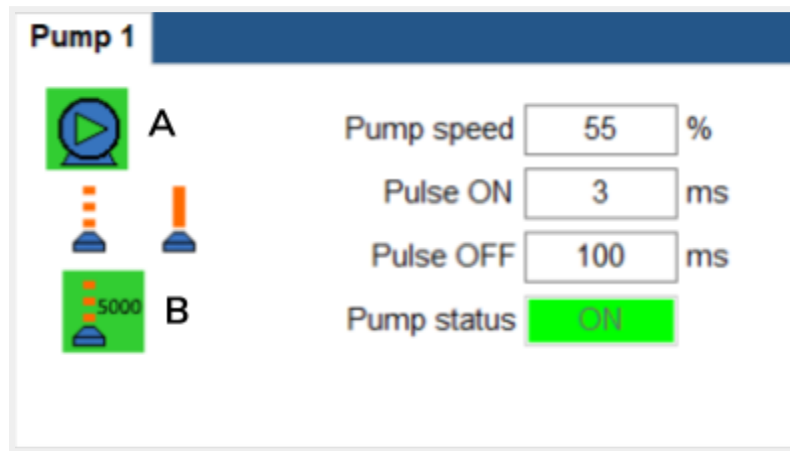 Pump 1
A
Pump speed 55 %
Pulse ON 3 ms
Pulse OFF 100 ms
5000 B
Pump status ON